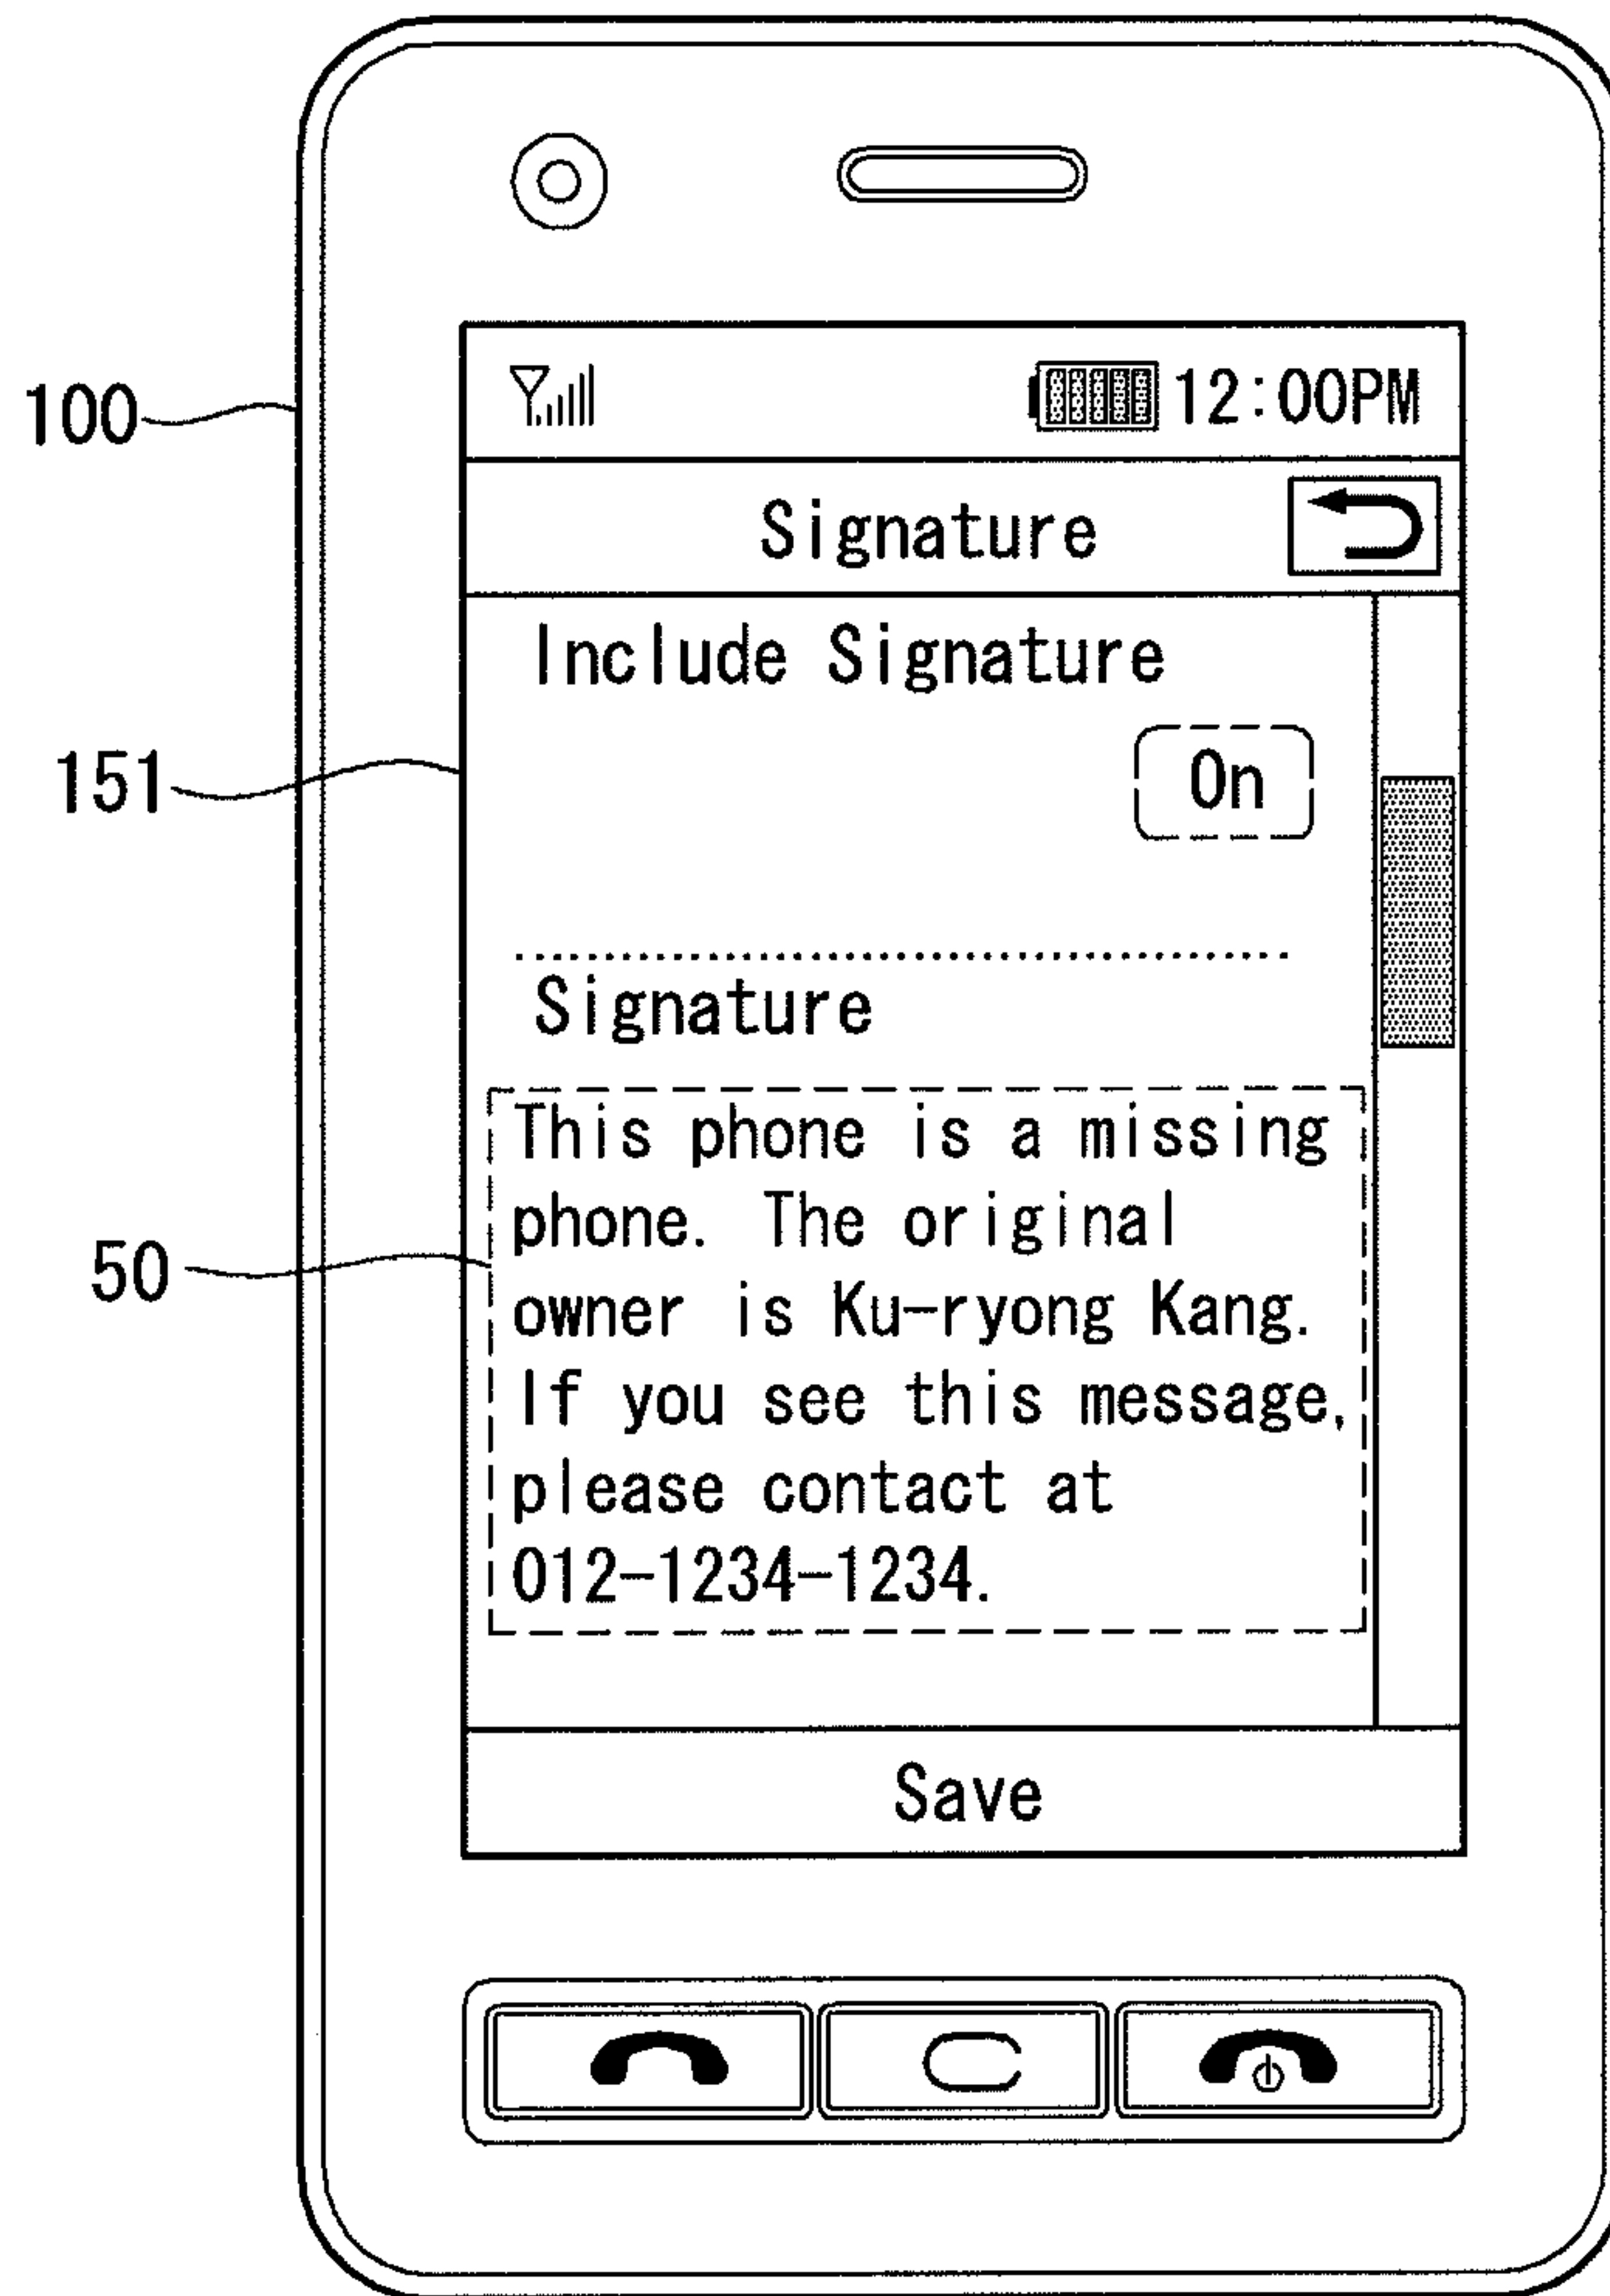 12:00PM
100
Signature
Include Signature
151
On
Signature
This phone is a missing
phone. The original
50
owner is Ku-ryong Kang.
If you see this message,
please contact at
012-1234-1234.
Save